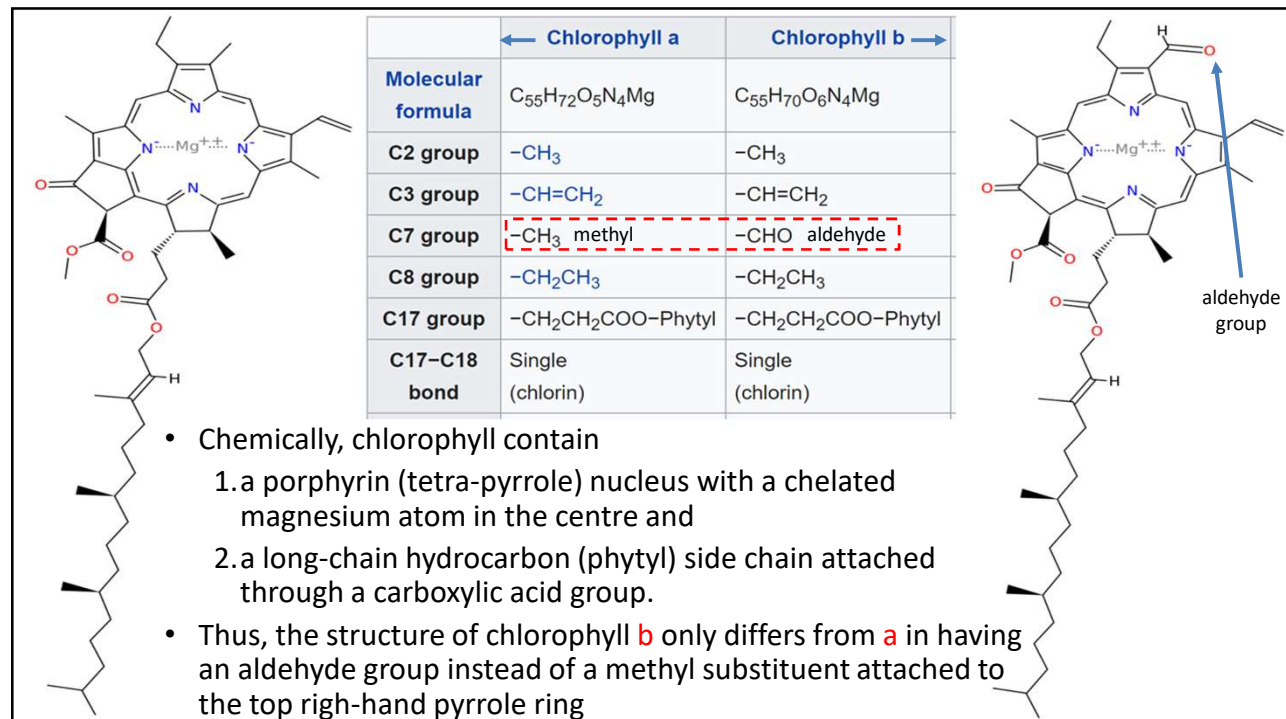 Chlorophyll a Chlorophyll b
Molecular
formula C₅₅H₇₂O₅N₄Mg C₅₅H₇₀O₆N₄Mg
C2 group −CH₃ −CH₃
C3 group −CH=CH₂ −CH=CH₂
C7 group −CH₃ methyl −CHO aldehyde
C8 group −CH₂CH₃ −CH₂CH₃
C17 group −CH₂CH₂COO−Phytyl −CH₂CH₂COO−Phytyl
C17−C18
bond
Single
(chlorin)
Single
(chlorin)
N
N⁻ Mg⁺⁺ N⁻
N
O
O
O
O
O
H
H
O
N
N⁻ Mg⁺⁺ N⁻
N
O
O
O
O
O
H
aldehyde
group
• Chemically, chlorophyll contain
1.a porphyrin (tetra-pyrrole) nucleus with a chelated
magnesium atom in the centre and
2.a long-chain hydrocarbon (phytyl) side chain attached
through a carboxylic acid group.
• Thus, the structure of chlorophyll b only differs from a in having
an aldehyde group instead of a methyl substituent attached to
the top righ-hand pyrrole ring